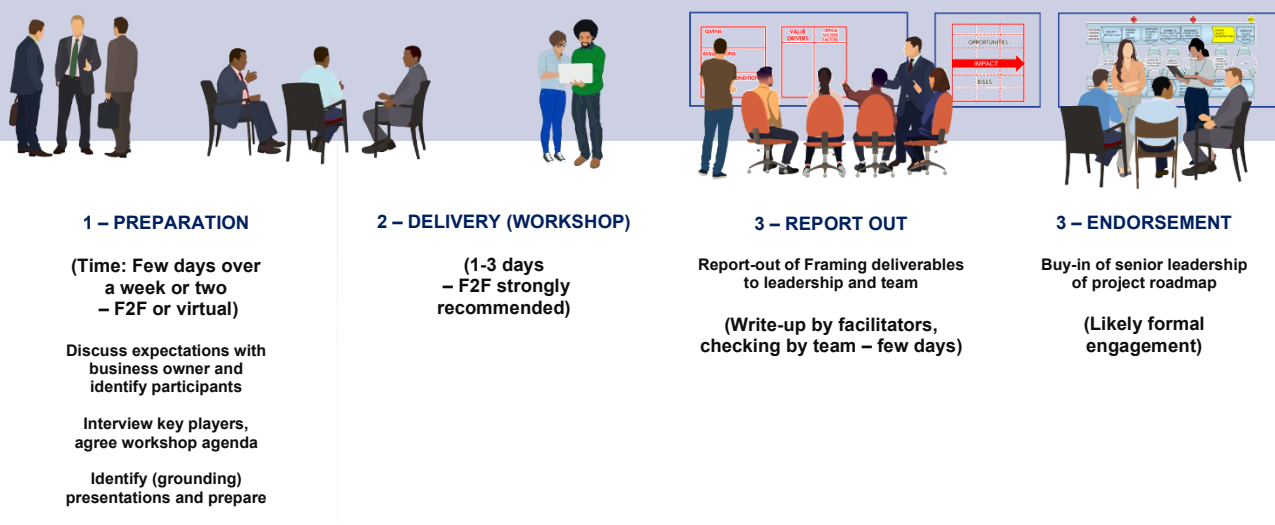 GIVENS
VALUE
DRIVERS
CRITICAL
SUCCESS
FACTORS
OPPORTUNITIES
IMPACT
RISKS
1 – PREPARATION
(Time: Few days over
a week or two
– F2F or virtual)
Discuss expectations with
business owner and
identify participants
Interview key players,
agree workshop agenda
Identify (grounding)
presentations and prepare
2 – DELIVERY (WORKSHOP)
(1-3 days
– F2F strongly
recommended)
3 – REPORT OUT
Report-out of Framing deliverables
to leadership and team
(Write-up by facilitators,
checking by team – few days)
3 – ENDORSEMENT
Buy-in of senior leadership
of project roadmap
(Likely formal
engagement)